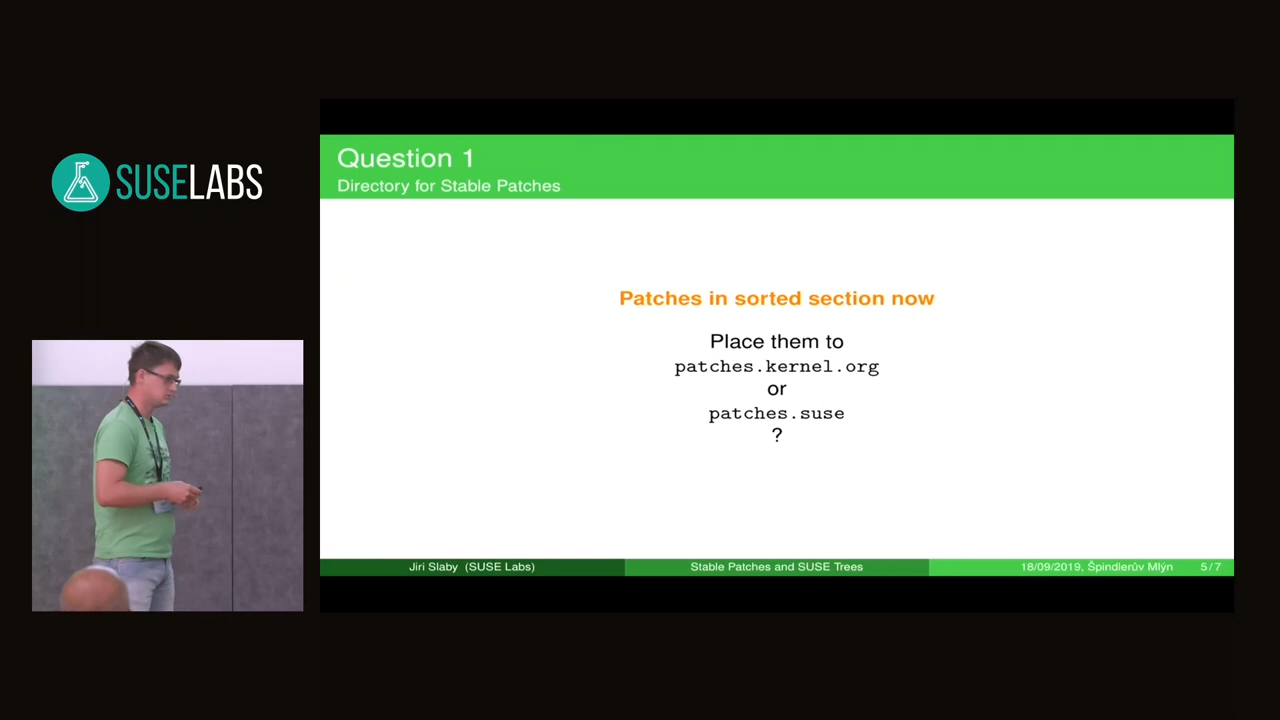 SUSELABS
Question 1
Directory for Stable Patches
Patches in sorted section now
Place them to
patches.kernel.org
or
patches.suse
?
Jiri Slaby (SUSE Labs)
Stable Patches and SUSE Trees
18/09/2019, Špindlerův Mlýn
5 / 7